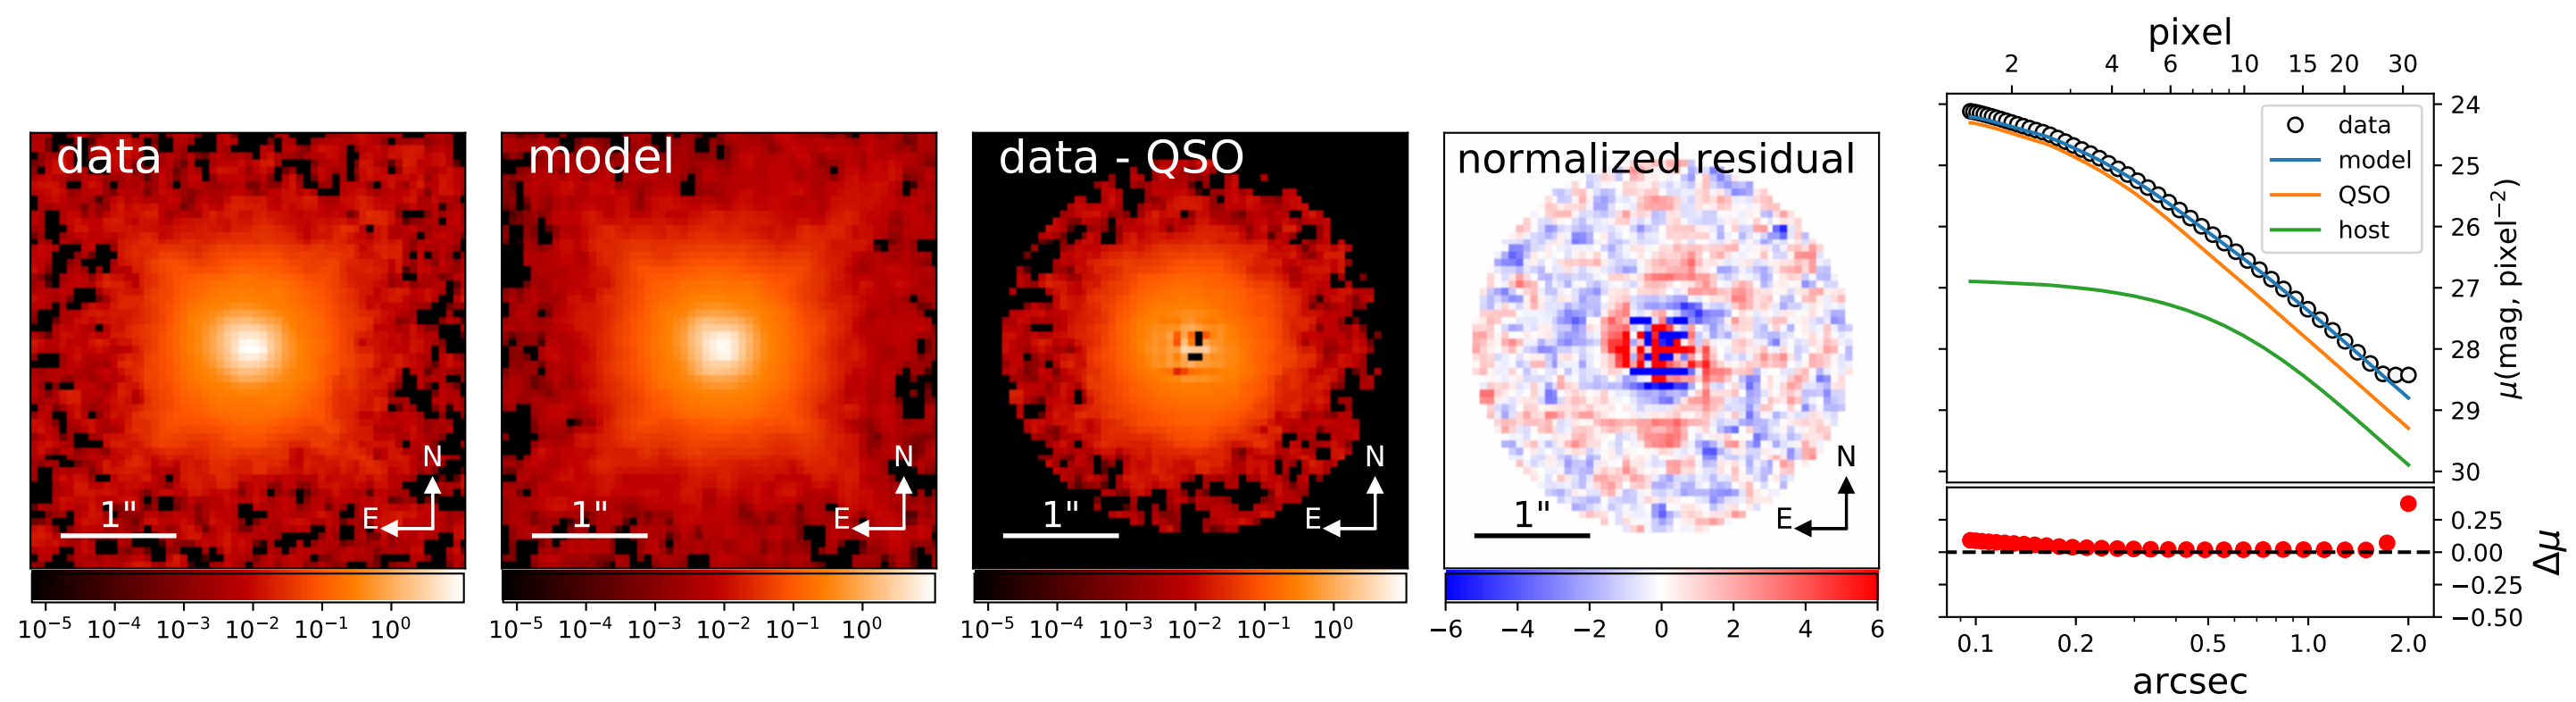 data
N
E
1"
10⁻⁵ 10⁻⁴ 10⁻³ 10⁻² 10⁻¹ 10⁰
model
N
E
1"
10⁻⁵ 10⁻⁴ 10⁻³ 10⁻² 10⁻¹ 10⁰
data - QSO
N
E
1"
10⁻⁵ 10⁻⁴ 10⁻³ 10⁻² 10⁻¹ 10⁰
normalized residual
N
E
1"
−6 −4 −2 0 2 4 6
pixel
2 4 6 10 15 20 30
data
model
QSO
host
24
25
26
27
28
29
30
μ(mag, pixel⁻²)
0.25
0.00
−0.25
−0.50
Δμ
0.1 0.2 0.5 1.0 2.0
arcsec